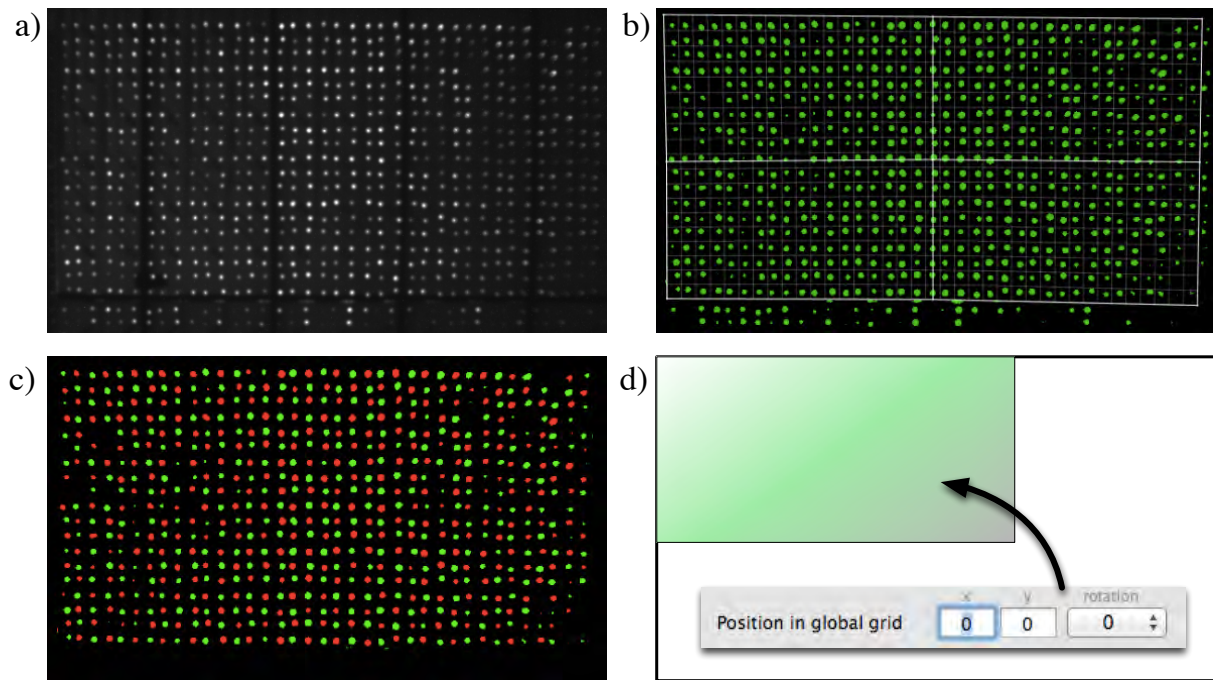 a)
b)
c)
d)
x y rotation
Position in global grid 0 0 0